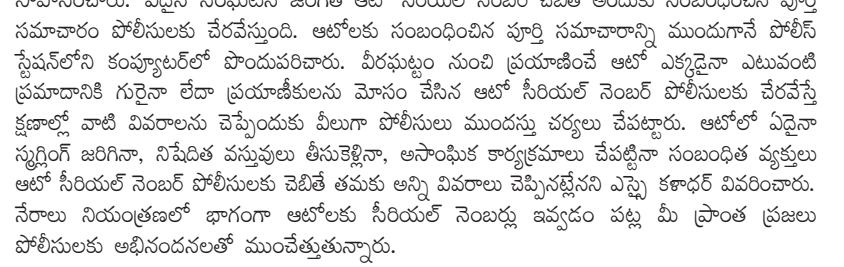 సమాచారం పోలీసులకు చేరవేస్తుంది. ఆటోలకు సంబంధించిన పూర్తి సమాచారాన్ని ముందుగానే పోలీస్
స్టేషన్‌లోని కంప్యూటర్‌లో పొందుపరిచారు. వీరఘట్టం నుంచి ప్రయాణించే ఆటో ఎక్కడైనా ఎటువంటి
ప్రమాదానికి గురైనా లేదా ప్రయాణీకులను మోసం చేసిన ఆటో సీరియల్ నెంబర్ పోలీసులకు చేరవేస్తే
క్షణాల్లో వాటి వివరాలను చెప్పేందుకు వీలుగా పోలీసులు ముందస్తు చర్యలు చేపట్టారు. ఆటోలో ఏదైనా
స్మగ్లింగ్ జరిగినా, నిషేదిత వస్తువులు తీసుకెళ్లినా, అసాంఘిక కార్యక్రమాలు చేపట్టినా సంబంధిత వ్యక్తులు
ఆటో సీరియల్ నెంబర్ పోలీసులకు చెబితే తమకు అన్ని వివరాలు చెప్పినట్లేనని ఎస్సై కళాధర్ వివరించారు.
నేరాలు నియంత్రణలో భాగంగా ఆటోలకు సీరియల్ నెంబర్లు ఇవ్వడం పట్ల మీ ప్రాంత ప్రజలు
పోలీసులకు అభినందనలతో ముంచేత్తుతున్నారు.